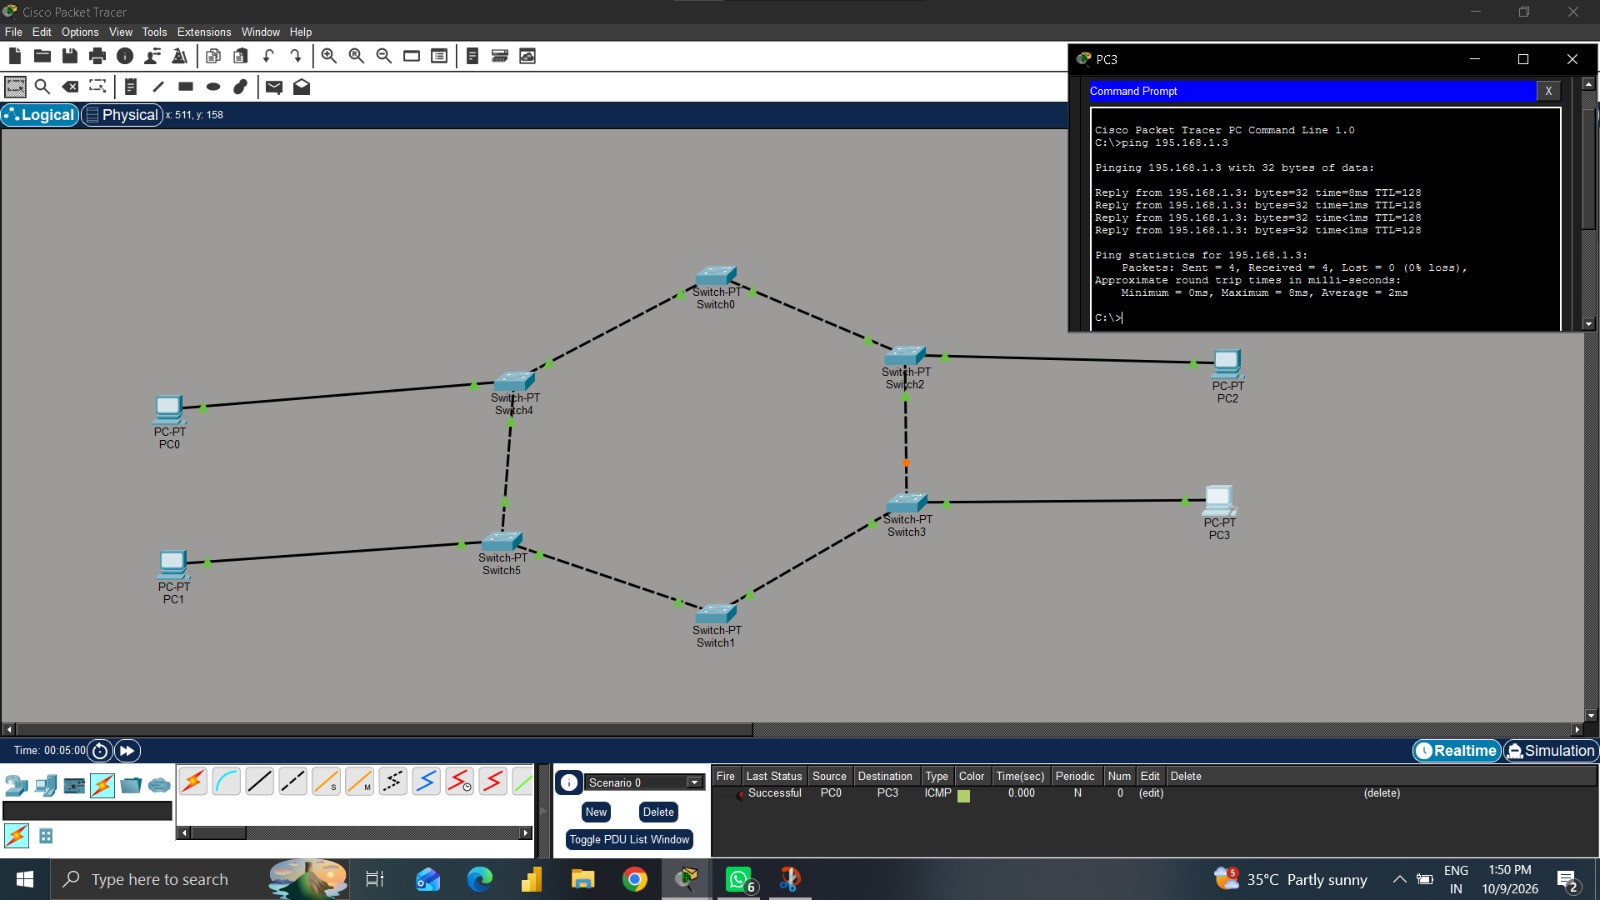 Cisco Packet Tracer
File Edit Options View Tools Extensions Window Help
Logical Physical x: 511, y: 158
PC3
Command Prompt X
Cisco Packet Tracer PC Command Line 1.0
C:\>ping 195.168.1.3
Pinging 195.168.1.3 with 32 bytes of data:
Reply from 195.168.1.3: bytes=32 time=8ms TTL=128
Reply from 195.168.1.3: bytes=32 time=1ms TTL=128
Reply from 195.168.1.3: bytes=32 time<1ms TTL=128
Reply from 195.168.1.3: bytes=32 time<1ms TTL=128
Ping statistics for 195.168.1.3:
Packets: Sent = 4, Received = 4, Lost = 0 (0% loss),
Approximate round trip times in milli-seconds:
Minimum = 0ms, Maximum = 8ms, Average = 2ms
C:\>
Switch-PT
Switch0
Switch-PT
Switch2
PC-PT
PC2
Switch-PT
Switch4
PC-PT
PC0
Switch-PT
Switch3
PC-PT
PC3
Switch-PT
Switch5
PC-PT
PC1
Switch-PT
Switch1
Time: 00:05:00
Realtime Simulation
S M
Scenario 0
New Delete
Toggle PDU List Window
Fire Last Status Source Destination Type Color Time(sec) Periodic Num Edit Delete
Successful PC0 PC3 ICMP 0.000 N 0 (edit) (delete)
Type here to search
6
5
35°C Partly sunny
ENG
IN
1:50 PM
10/9/2026
2